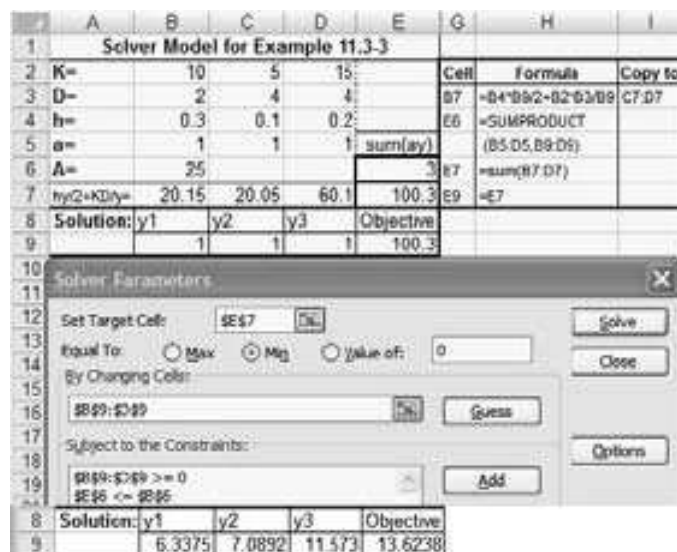 A B C D E G H I
1 Solver Model for Example 11.3-3
2 K= 10 5 15 Cell Formula Copy to
3 D= 2 4 4 B7 =B4*B9/2+B2*B3/B9 C7:D7
4 h= 0.3 0.1 0.2 E6 =SUMPRODUCT
5 a= 1 1 1 sum(ay) (B5:D5,B9:D9)
6 A= 25 3 E7 =sum(B7:D7)
7 hy/2+KD/y= 20.15 20.05 60.1 100.3 E9 =E7
8 Solution: y1 y2 y3 Objective
9 1 1 1 100.3
10 Solver Parameters
11
12 Set Target Cell: $E$7 Solve
13 Equal To: Max Min Value of: 0
14 Close
By Changing Cells:
15
16 $B$9:$D$9 Guess
17 Subject to the Constraints: Options
18
19 $B$9:$D$9 >= 0 Add
$E$6 <= $B$6
8 Solution: y1 y2 y3 Objective
9 6.3375 7.0892 11.573 13.6238